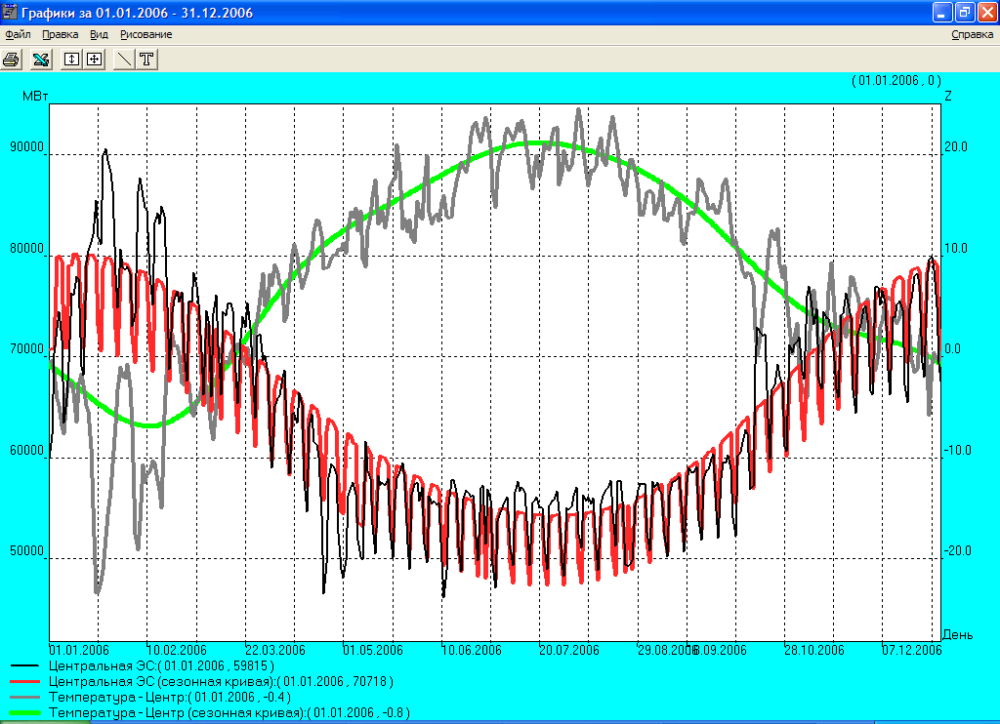 Графики за 01.01.2006 - 31.12.2006
Файл Правка Вид Рисование Справка
T
(01.01.2006, 0)
МВт Z
90000 20.0
80000 10.0
70000 0.0
60000 -10.0
50000 -20.0
День
01.01.2006 10.02.2006 22.03.2006 01.05.2006 10.06.2006 20.07.2006 29.08.2006 18.09.2006 28.10.2006 07.12.2006
Центральная ЭС:(01.01.2006, 59815)
Центральная ЭС (сезонная кривая):(01.01.2006, 70718)
Температура - Центр:(01.01.2006, -0.4)
Температура - Центр (сезонная кривая):(01.01.2006, -0.8)